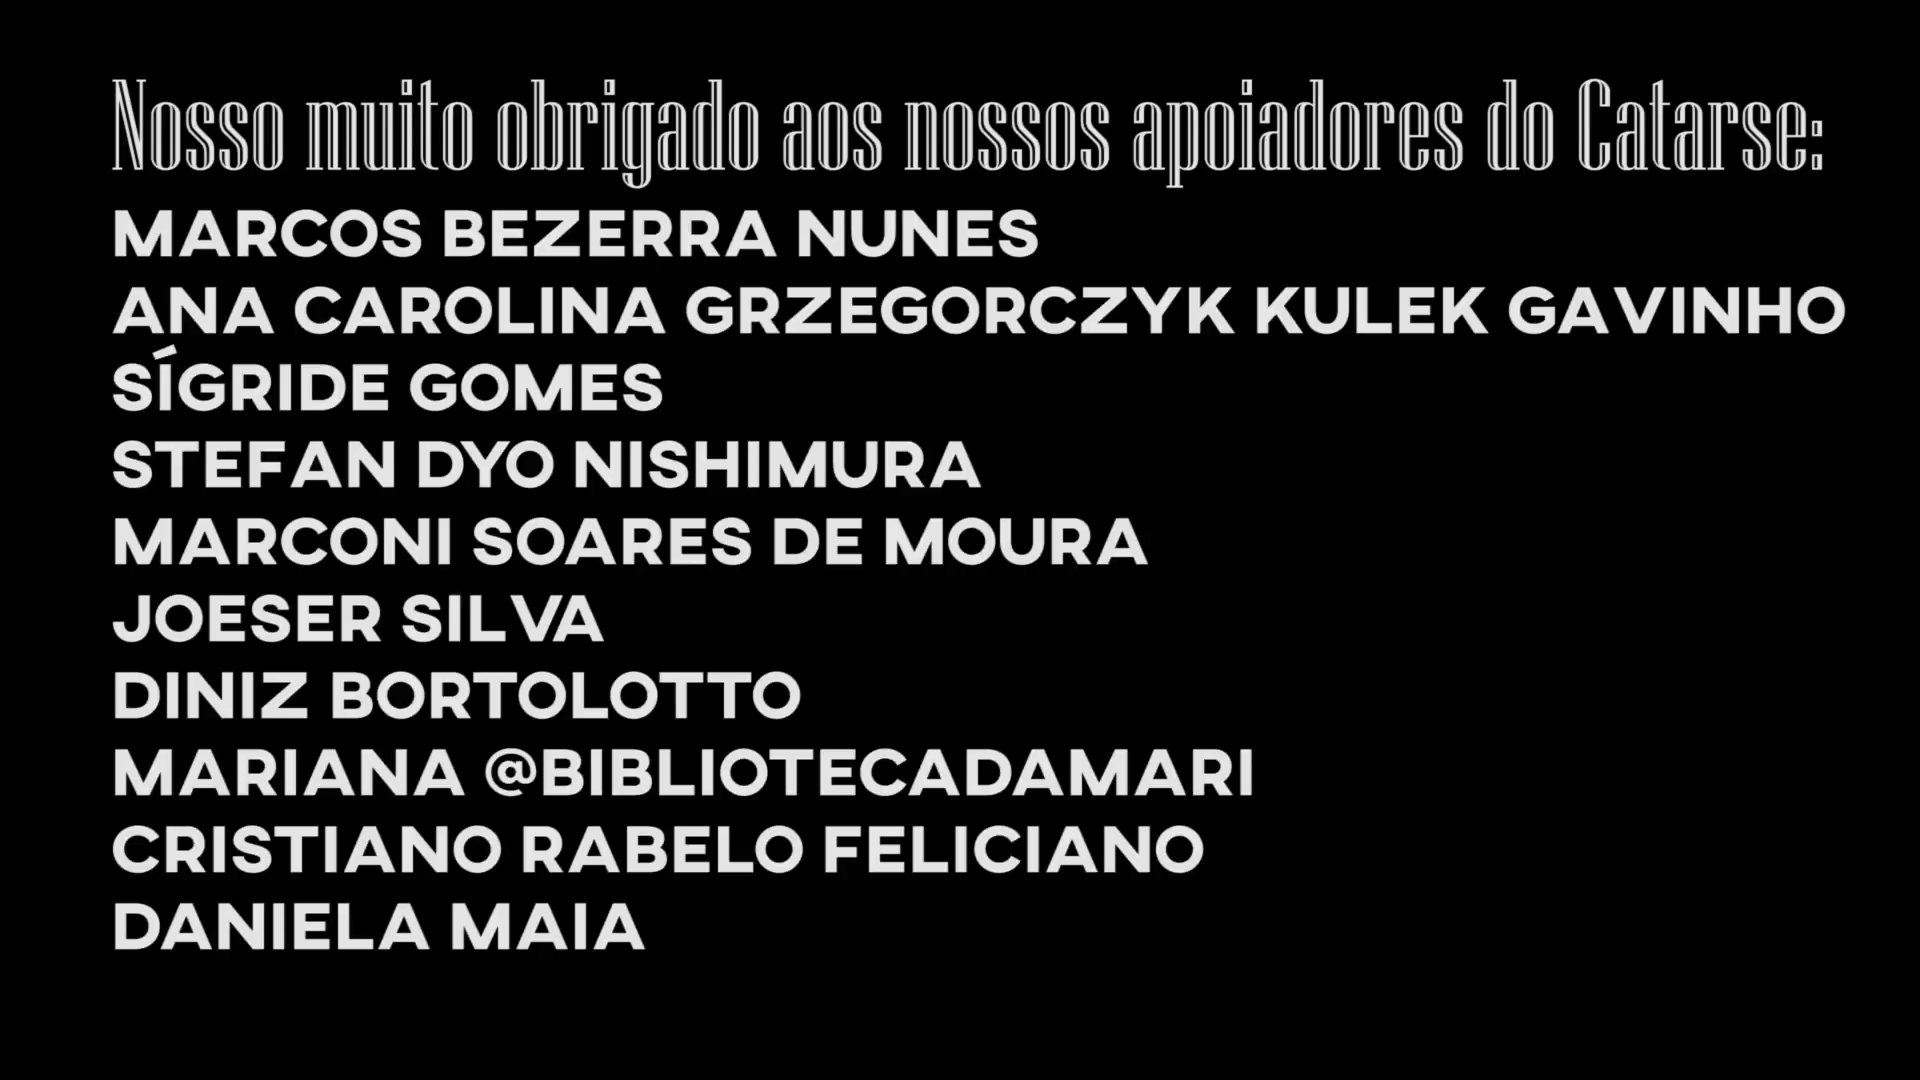 Nosso muito obrigado aos nossos apoiadores do Catarse:
MARCOS BEZERRA NUNES
ANA CAROLINA GRZEGORCZYK KULEK GAVINHO
SÍGRIDE GOMES
STEFAN DYO NISHIMURA
MARCONI SOARES DE MOURA
JOESER SILVA
DINIZ BORTOLOTTO
MARIANA @BIBLIOTECADAMARI
CRISTIANO RABELO FELICIANO
DANIELA MAIA